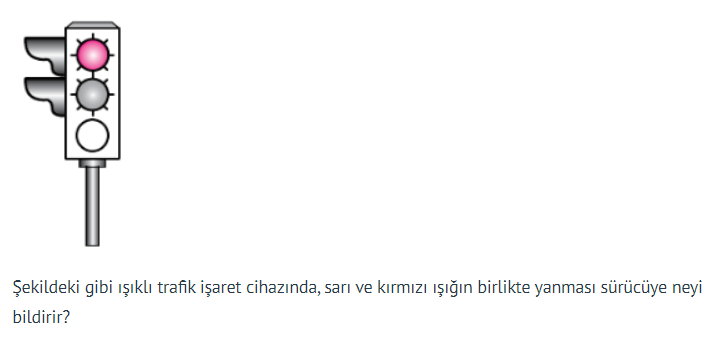 Şekildeki gibi ışıklı trafik işaret cihazında, sarı ve kırmızı ışığın birlikte yanması sürücüye neyi
bildirir?